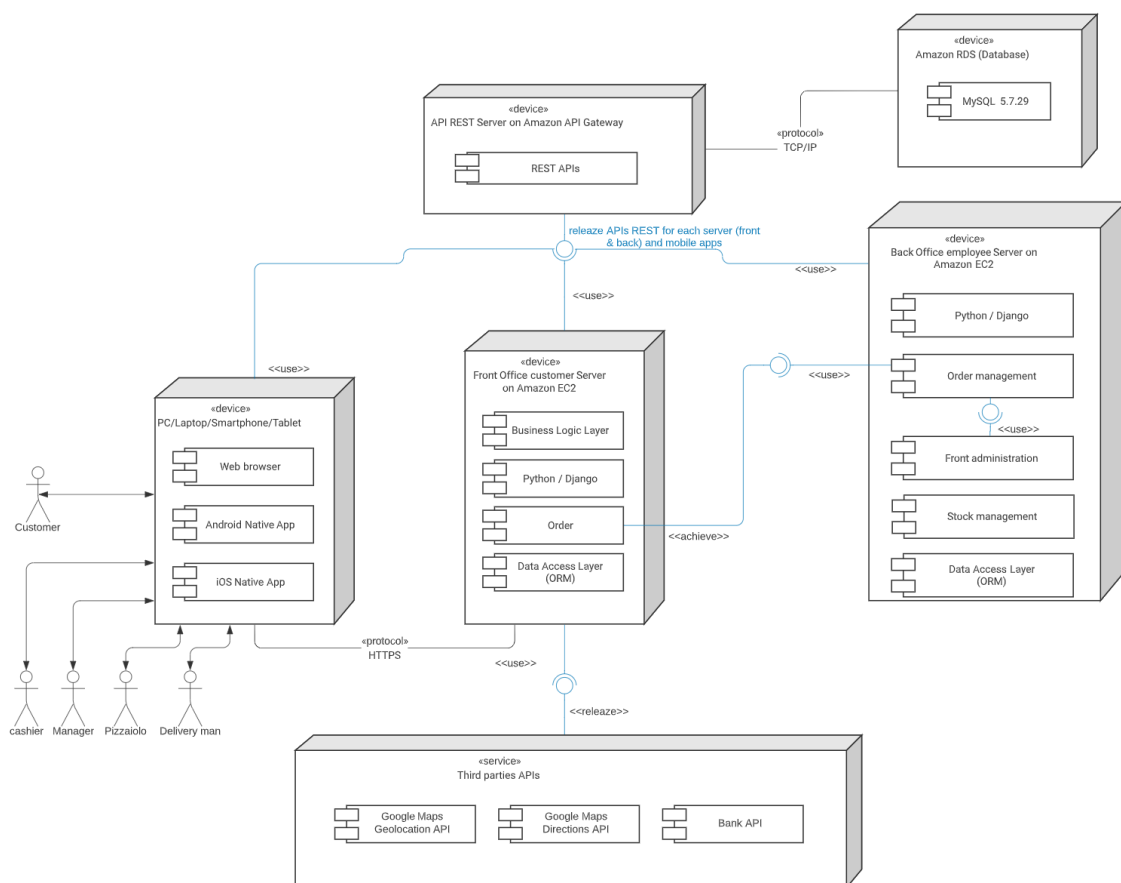 «device»
Amazon RDS (Database)
MySQL 5.7.29
«device»
API REST Server on Amazon API Gateway
REST APIs
«protocol»
TCP/IP
releaze APIs REST for each server (front
& back) and mobile apps
<<use>>
<<use>>
<<use>>
«device»
Back Office employee Server on
Amazon EC2
Python / Django
Order management
<<use>>
Front administration
Stock management
Data Access Layer
(ORM)
«device»
Front Office customer Server
on Amazon EC2
Business Logic Layer
Python / Django
Order
Data Access Layer
(ORM)
<<use>>
<<achieve>>
«device»
PC/Laptop/Smartphone/Tablet
Web browser
Android Native App
iOS Native App
Customer
cashier
Manager
Pizzaiolo
Delivery man
«protocol»
HTTPS
<<use>>
<<releaze>>
«service»
Third parties APIs
Google Maps
Geolocation API
Google Maps
Directions API
Bank API